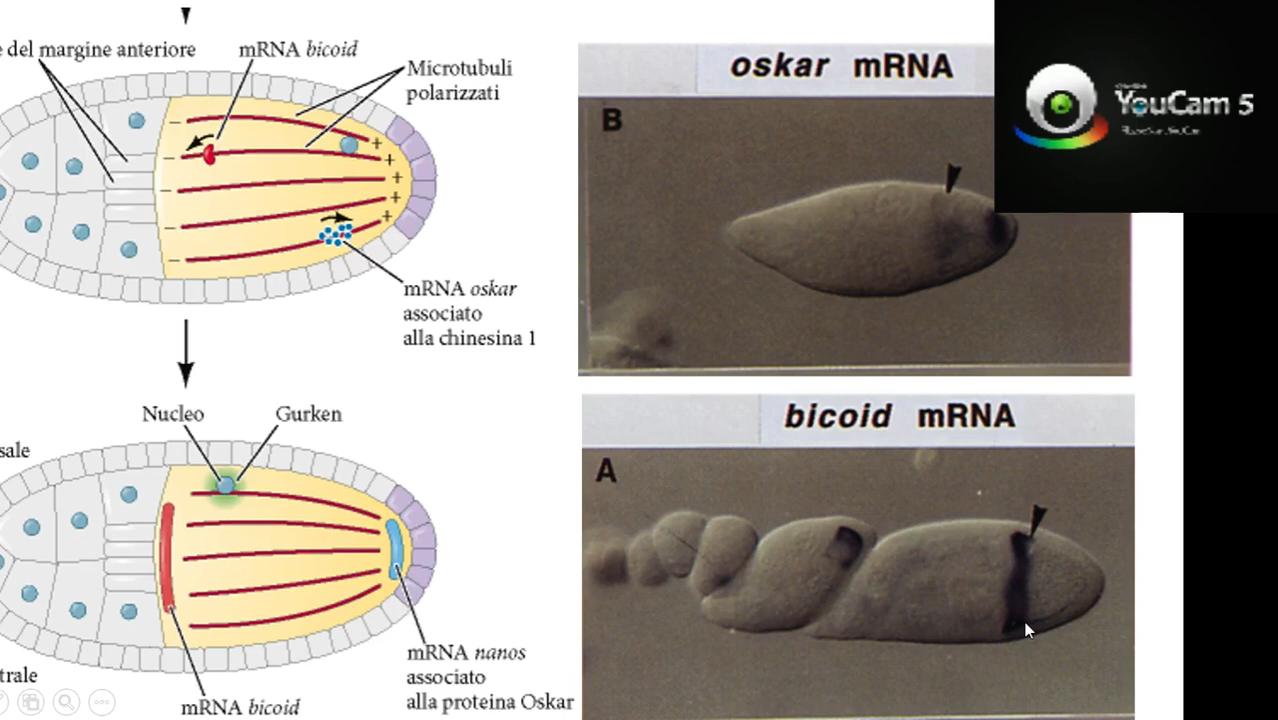 e del margine anteriore
mRNA bicoid
Microtubuli
polarizzati
+
+
+
+
+
−
−
−
−
−
mRNA oskar
associato
alla chinesina 1
Nucleo
Gurken
sale
trale
mRNA bicoid
mRNA nanos
associato
alla proteina Oskar
oskar mRNA
B
bicoid mRNA
A
YouCam 5